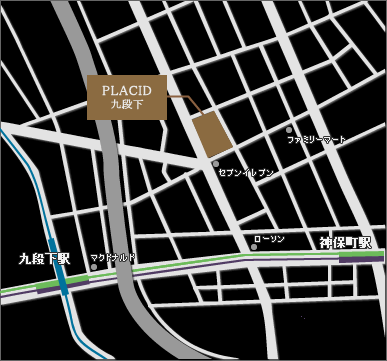 PLACID
九段下
ファミリーマート
セブンイレブン
ローソン
神保町駅
九段下駅
マクドナルド